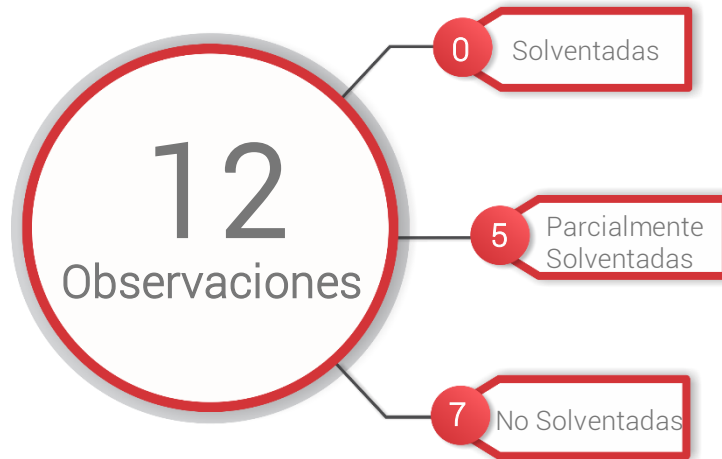 12
Observaciones
0
Solventadas
5
Parcialmente
Solventadas
7
No Solventadas